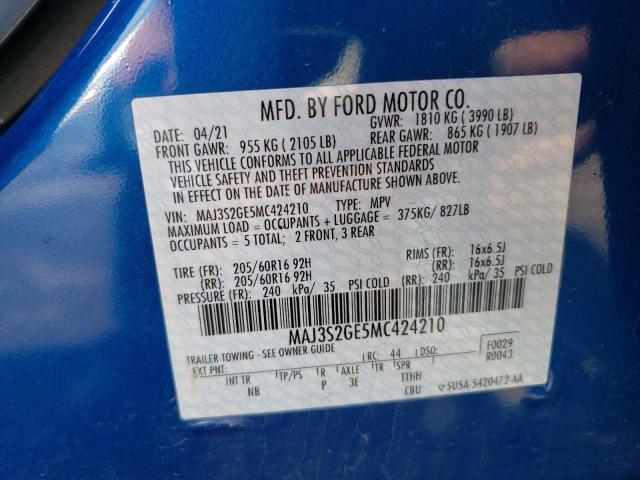 MFD. BY FORD MOTOR CO.
DATE: 04/21 GVWR: 1810 KG ( 3990 LB)
FRONT GAWR: 955 KG ( 2105 LB) REAR GAWR: 865 KG ( 1907 LB)
THIS VEHICLE CONFORMS TO ALL APPLICABLE FEDERAL MOTOR
VEHICLE SAFETY AND THEFT PREVENTION STANDARDS
IN EFFECT ON THE DATE OF MANUFACTURE SHOWN ABOVE.
VIN: MAJ3S2GE5MC424210 TYPE: MPV
MAXIMUM LOAD = OCCUPANTS + LUGGAGE = 375KG/ 827LB
OCCUPANTS = 5 TOTAL; 2 FRONT, 3 REAR
TIRE (FR): 205/60R16 92H RIMS (FR): 16x6.5J
(RR): 205/60R16 92H (RR): 16x6.5J
PRESSURE (FR): 240 kPa/ 35 PSI COLD (RR): 240 kPa/ 35 PSI COLD
MAJ3S2GE5MC424210
TRAILER TOWING - SEE OWNER GUIDE F0029
EXT PNT: RC: 44 DSO: R0043
INT TR TP/PS R AXLE TR SPR
NB P 3E TTHH
CBU 5USA-5420472-AA